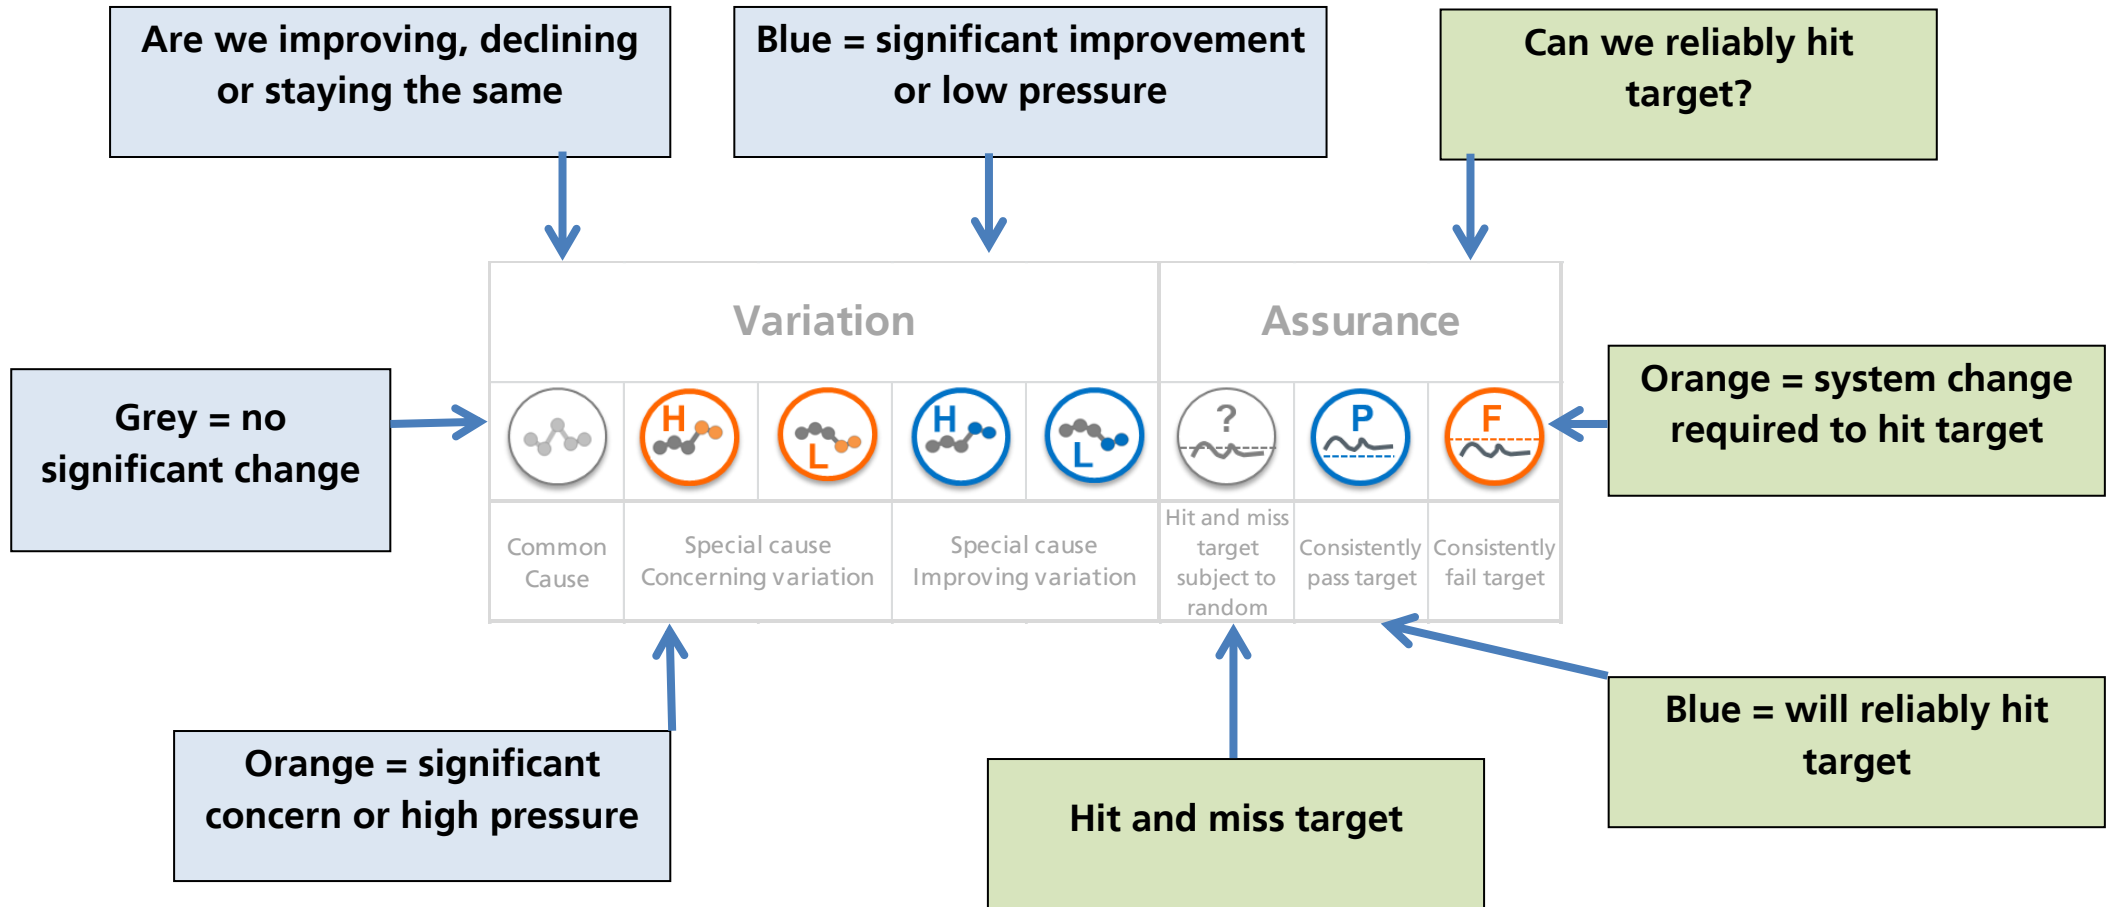 Are we improving, declining
or staying the same
Blue = significant improvement
or low pressure
Can we reliably hit
target?
Variation
Assurance
Grey = no
significant change
H
L
H
L
?
P
F
Orange = system change
required to hit target
Common
Cause
Special cause
Concerning variation
Special cause
Improving variation
Hit and miss
target
subject to
random
Consistently
pass target
Consistently
fail target
Orange = significant
concern or high pressure
Hit and miss target
Blue = will reliably hit
target